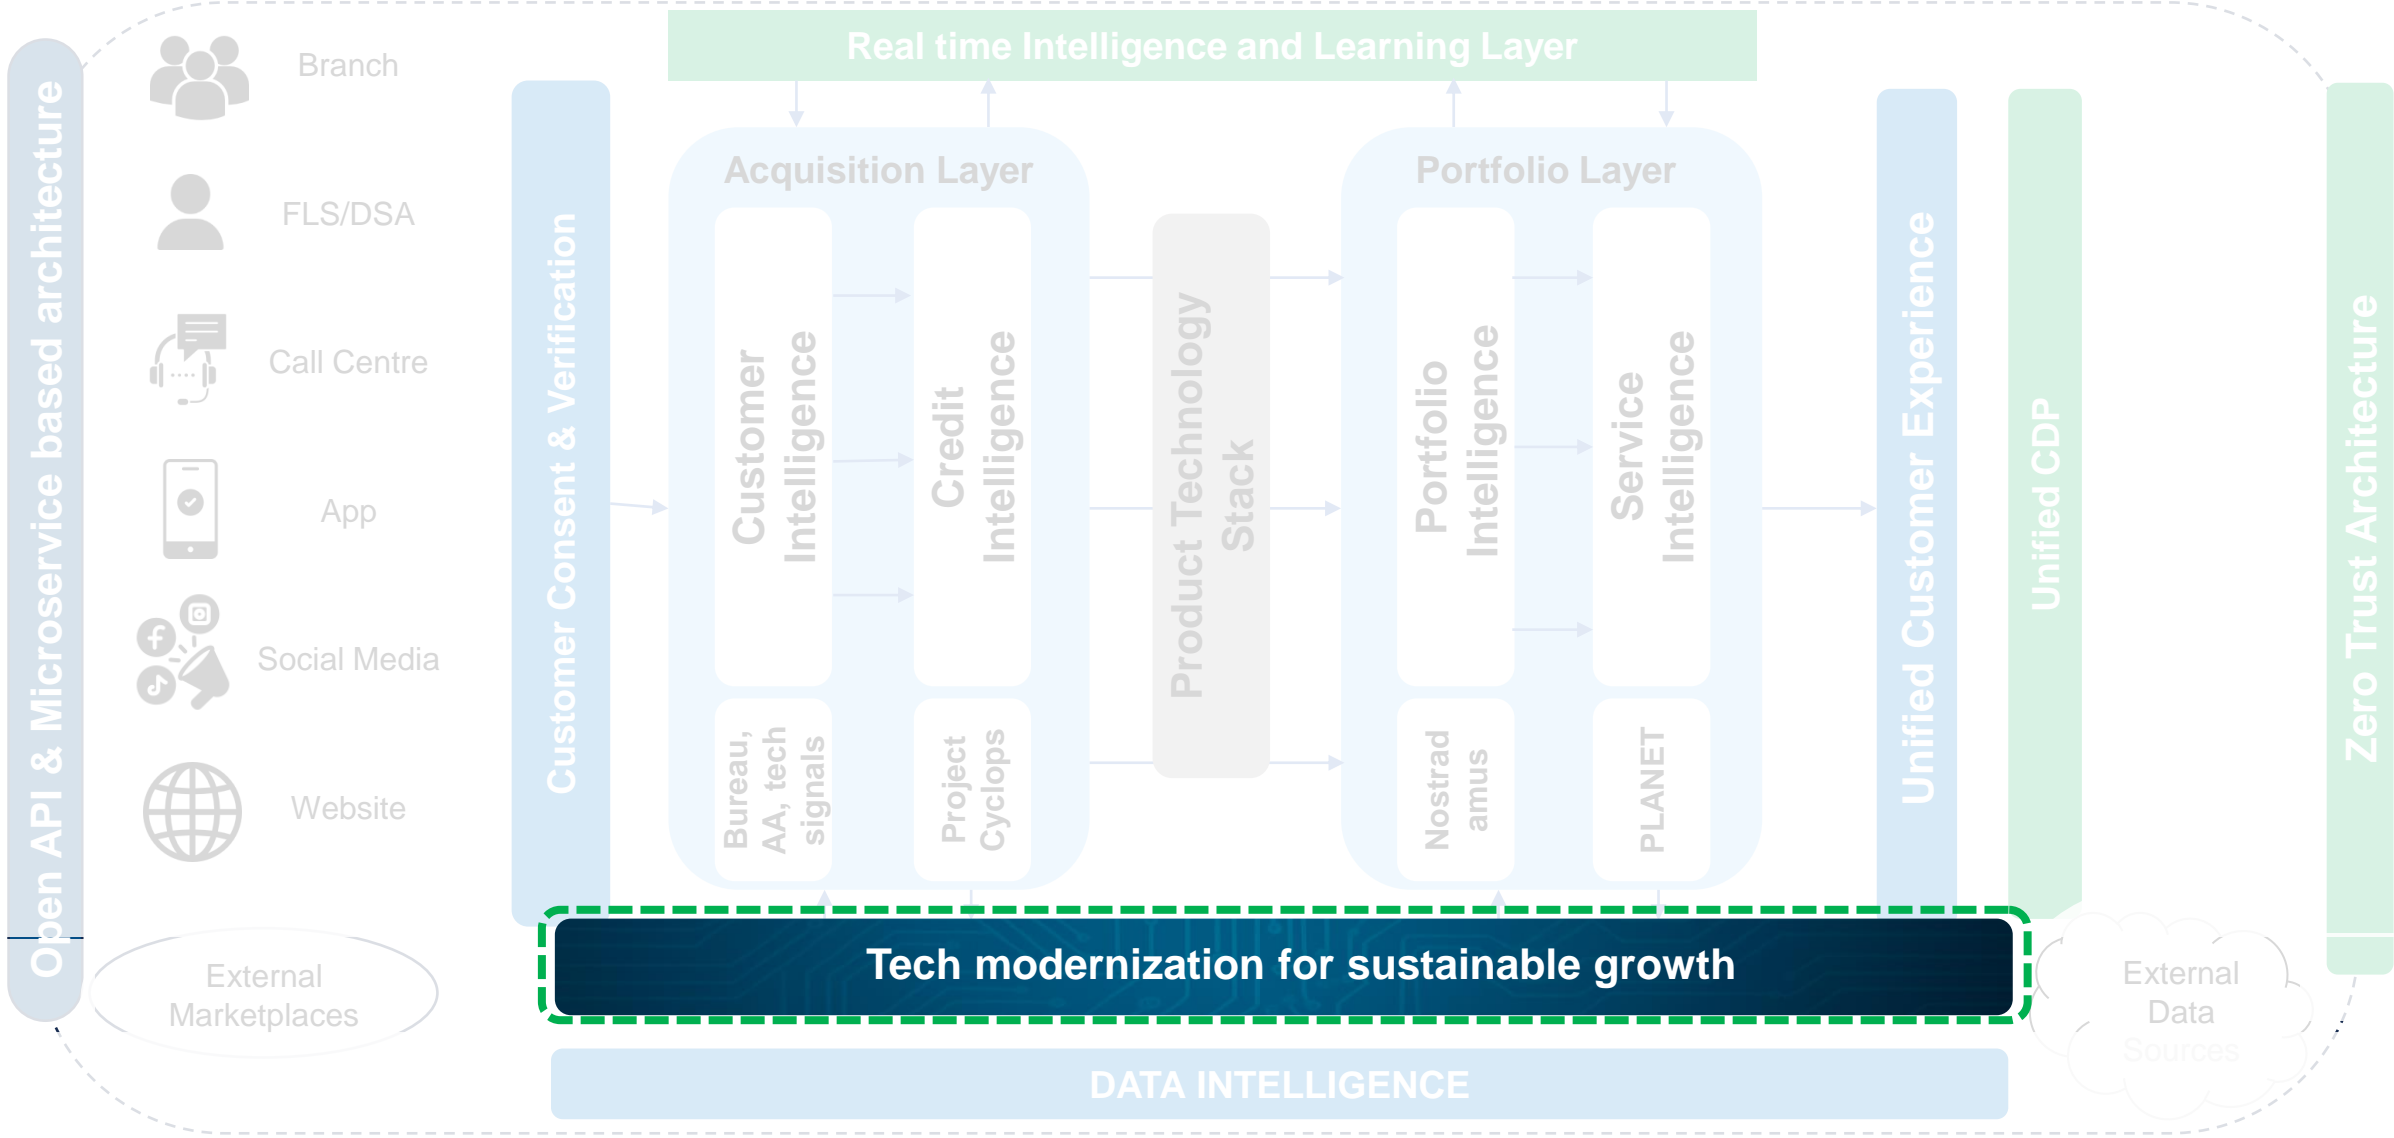 Real time Intelligence and Learning Layer
Open API & Microservice based architecture
Branch
FLS/DSA
Call Centre
App
Social Media
Website
External
Marketplaces
Customer Consent & Verification
Acquisition Layer
Customer
Intelligence
Credit
Intelligence
Bureau,
AA, tech
signals
Project
Cyclops
Product Technology
Stack
Portfolio Layer
Portfolio
Intelligence
Service
Intelligence
Nostrad
amus
PLANET
Unified Customer Experience
Unified CDP
Zero Trust Architecture
Tech modernization for sustainable growth
External
Data
Sources
DATA INTELLIGENCE